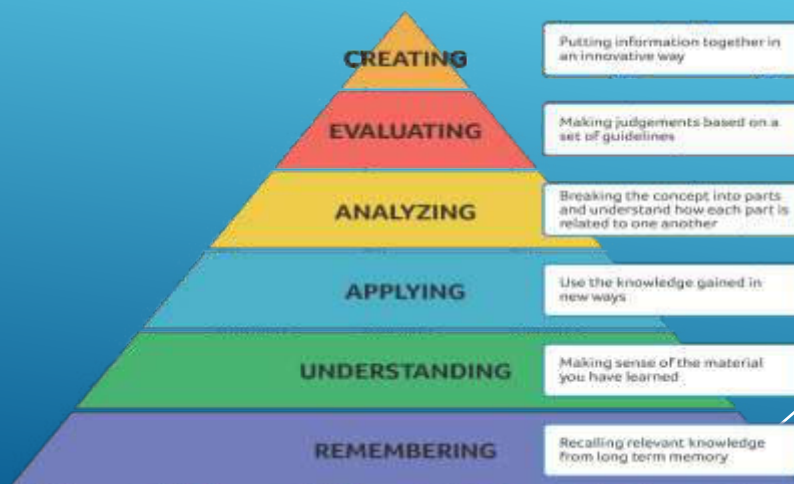 CREATING
Putting information together in
an innovative way
EVALUATING
Making judgements based on a
set of guidelines
ANALYZING
Breaking the concept into parts
and understand how each part is
related to one another
APPLYING
Use the knowledge gained in
new ways
UNDERSTANDING
Making sense of the material
you have learned
REMEMBERING
Recalling relevant knowledge
from long term memory